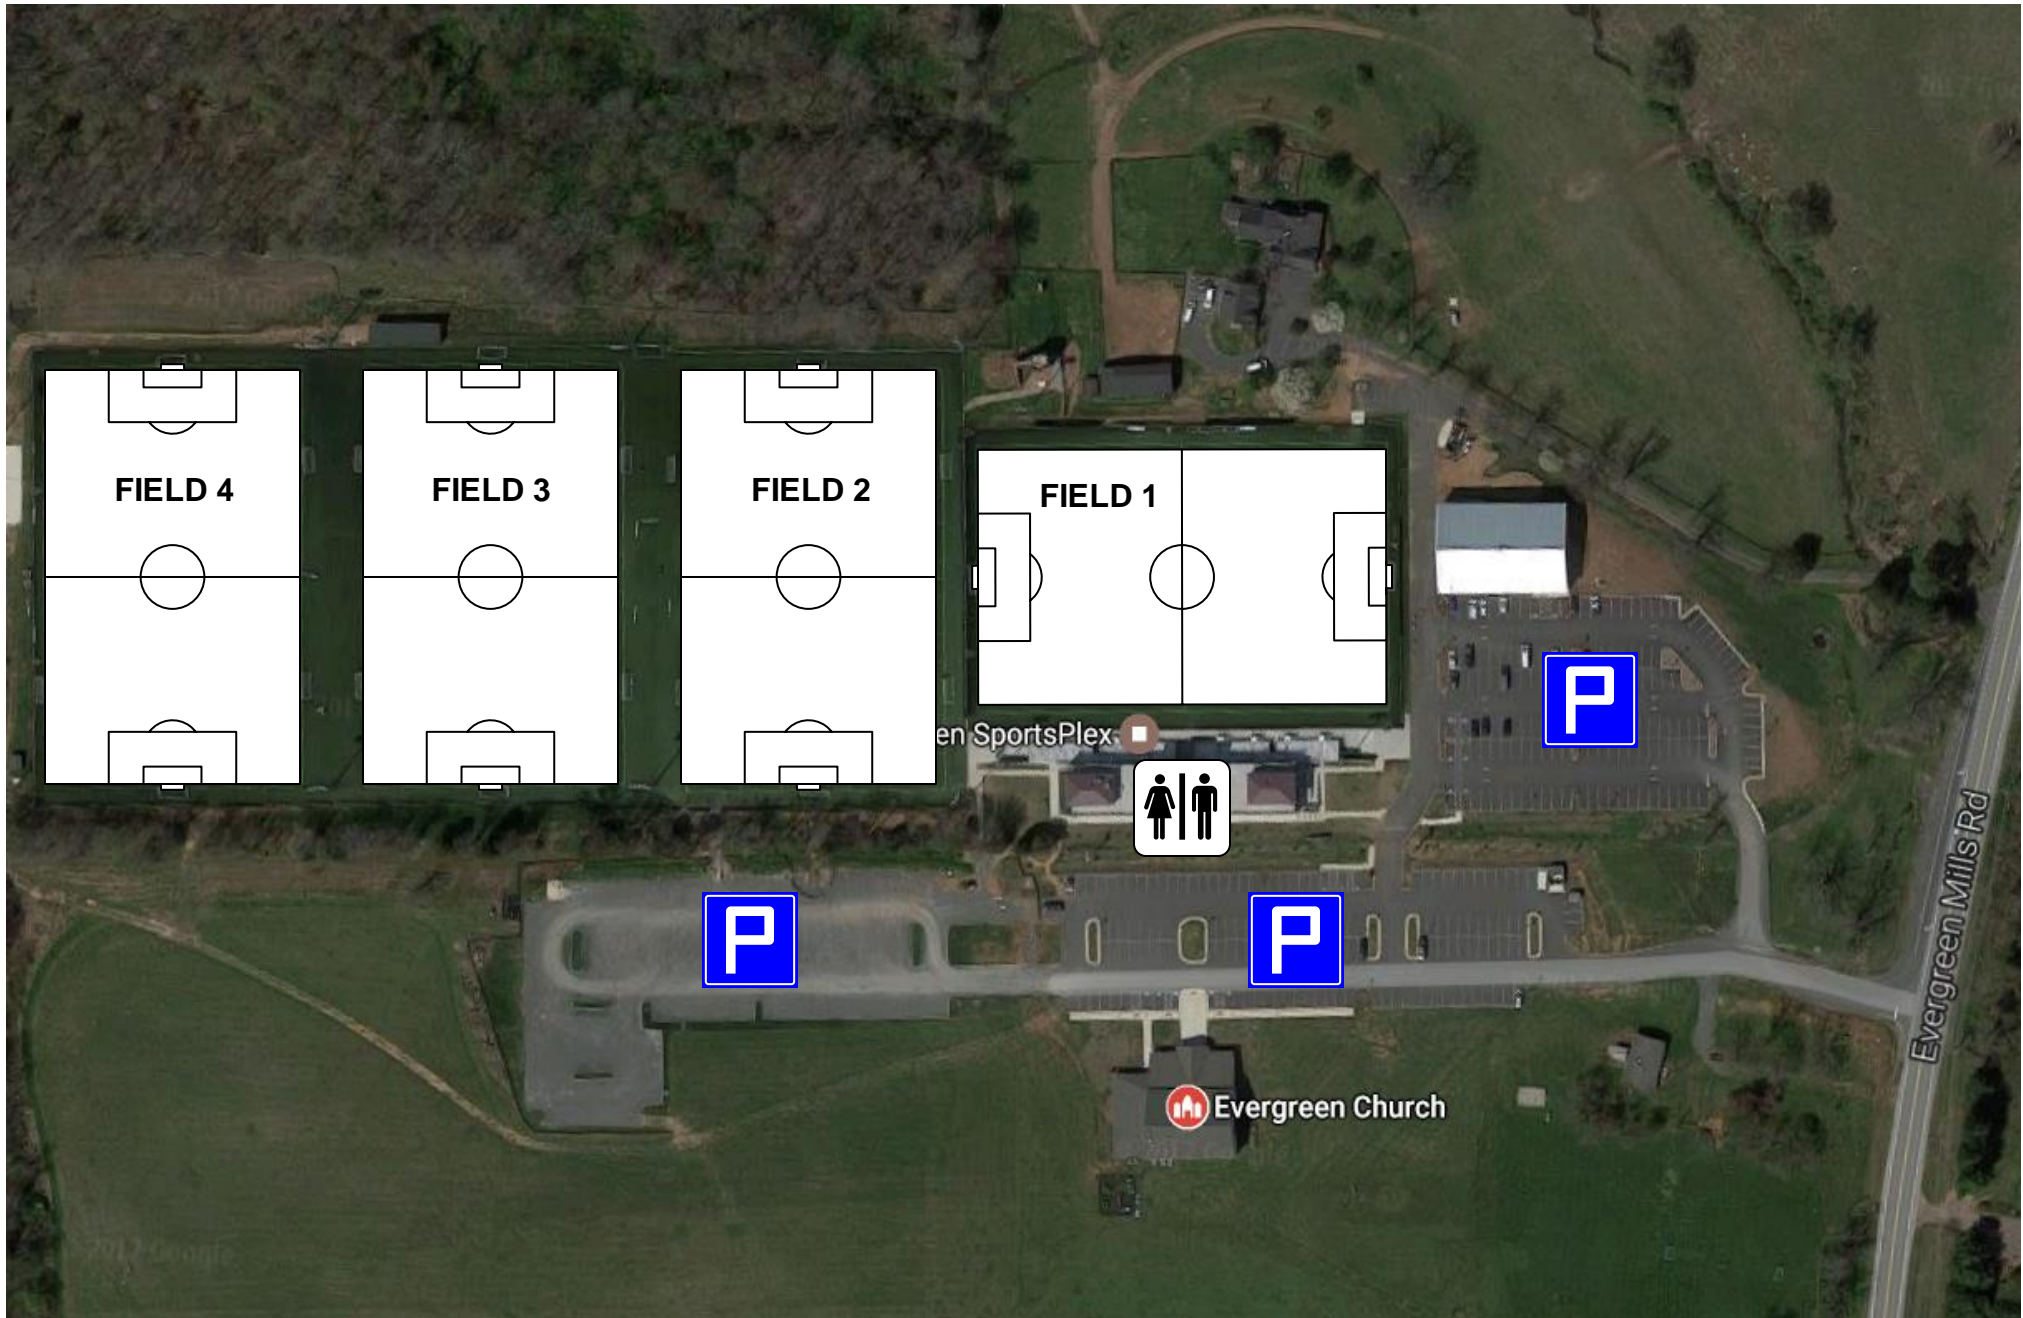 FIELD 4
FIELD 3
FIELD 2
FIELD 1
en SportsPlex
P
P
P
Evergreen Mills Rd
Evergreen Church